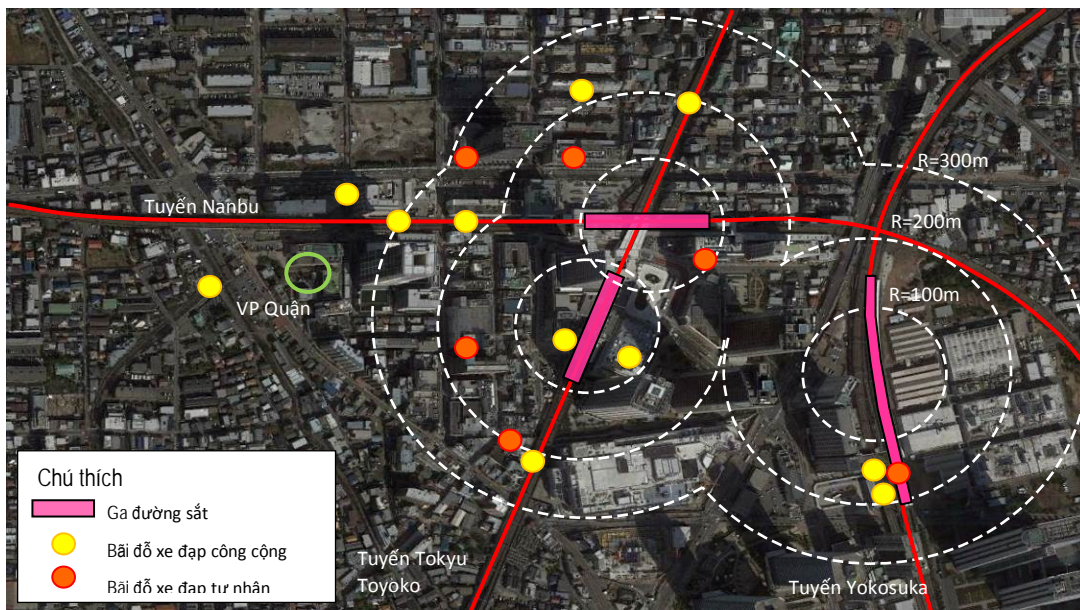 R=300m
Tuyến Nanbu
R=200m
VP Quận
R=100m
Chú thích
Ga đường sắt
Bãi đỗ xe đạp công cộng
Bãi đỗ xe đạp tư nhân
Tuyến Tokyu
Toyoko
Tuyến Yokosuka